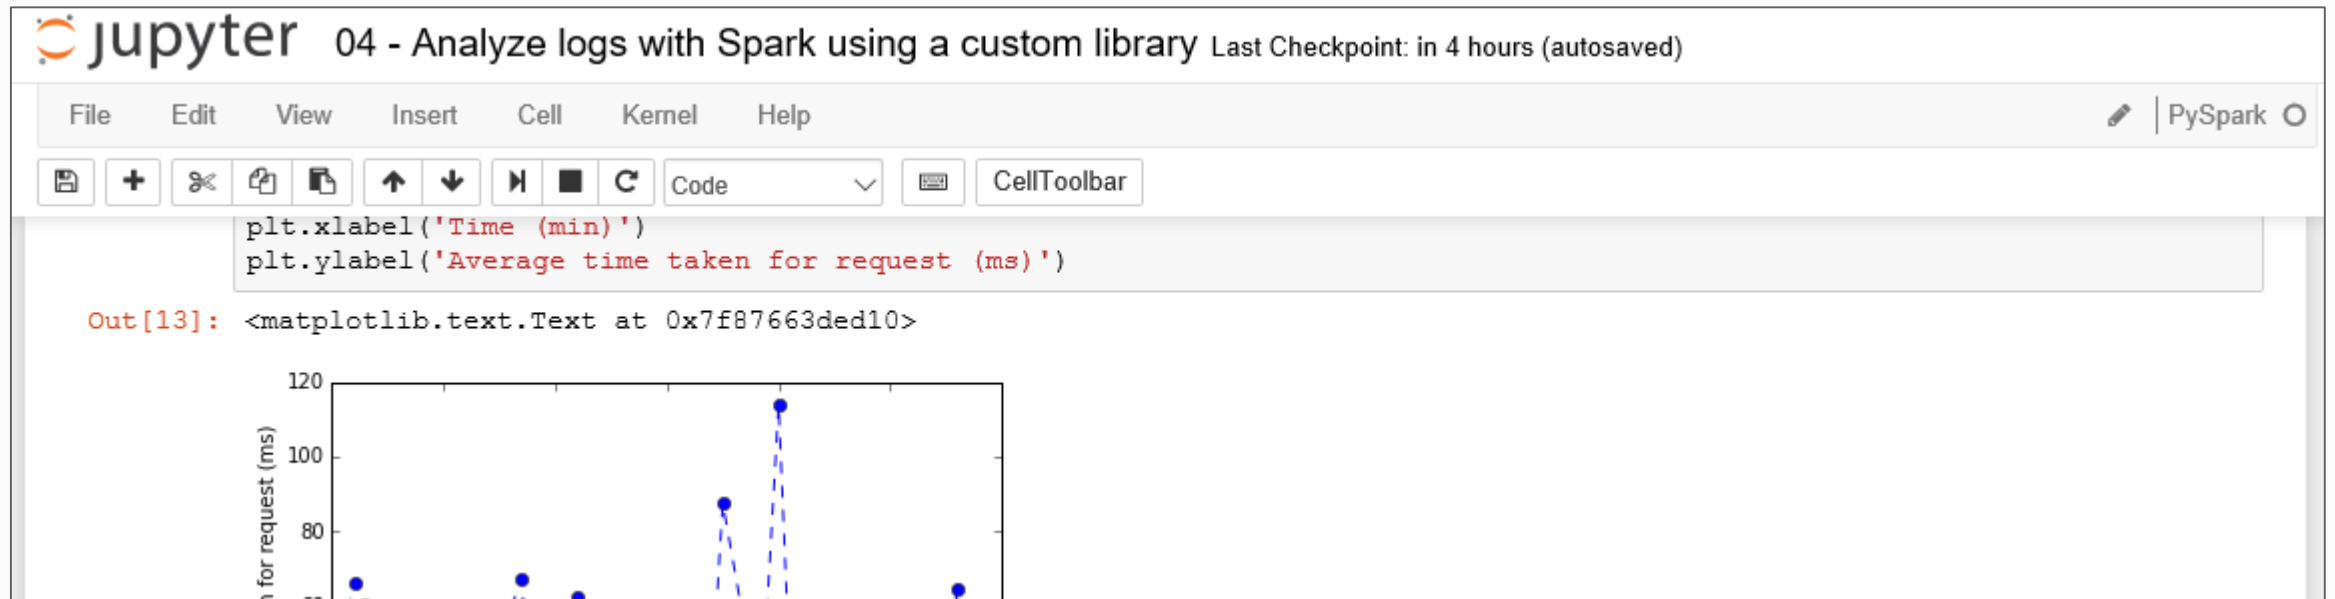 jupyter 04 - Analyze logs with Spark using a custom library Last Checkpoint: in 4 hours (autosaved)
File Edit View Insert Cell Kernel Help PySpark
Code CellToolbar
plt.xlabel('Time (min)')
plt.ylabel('Average time taken for request (ms)')
Out[13]: <matplotlib.text.Text at 0x7f87663ded10>
120
100
80
for request (ms)